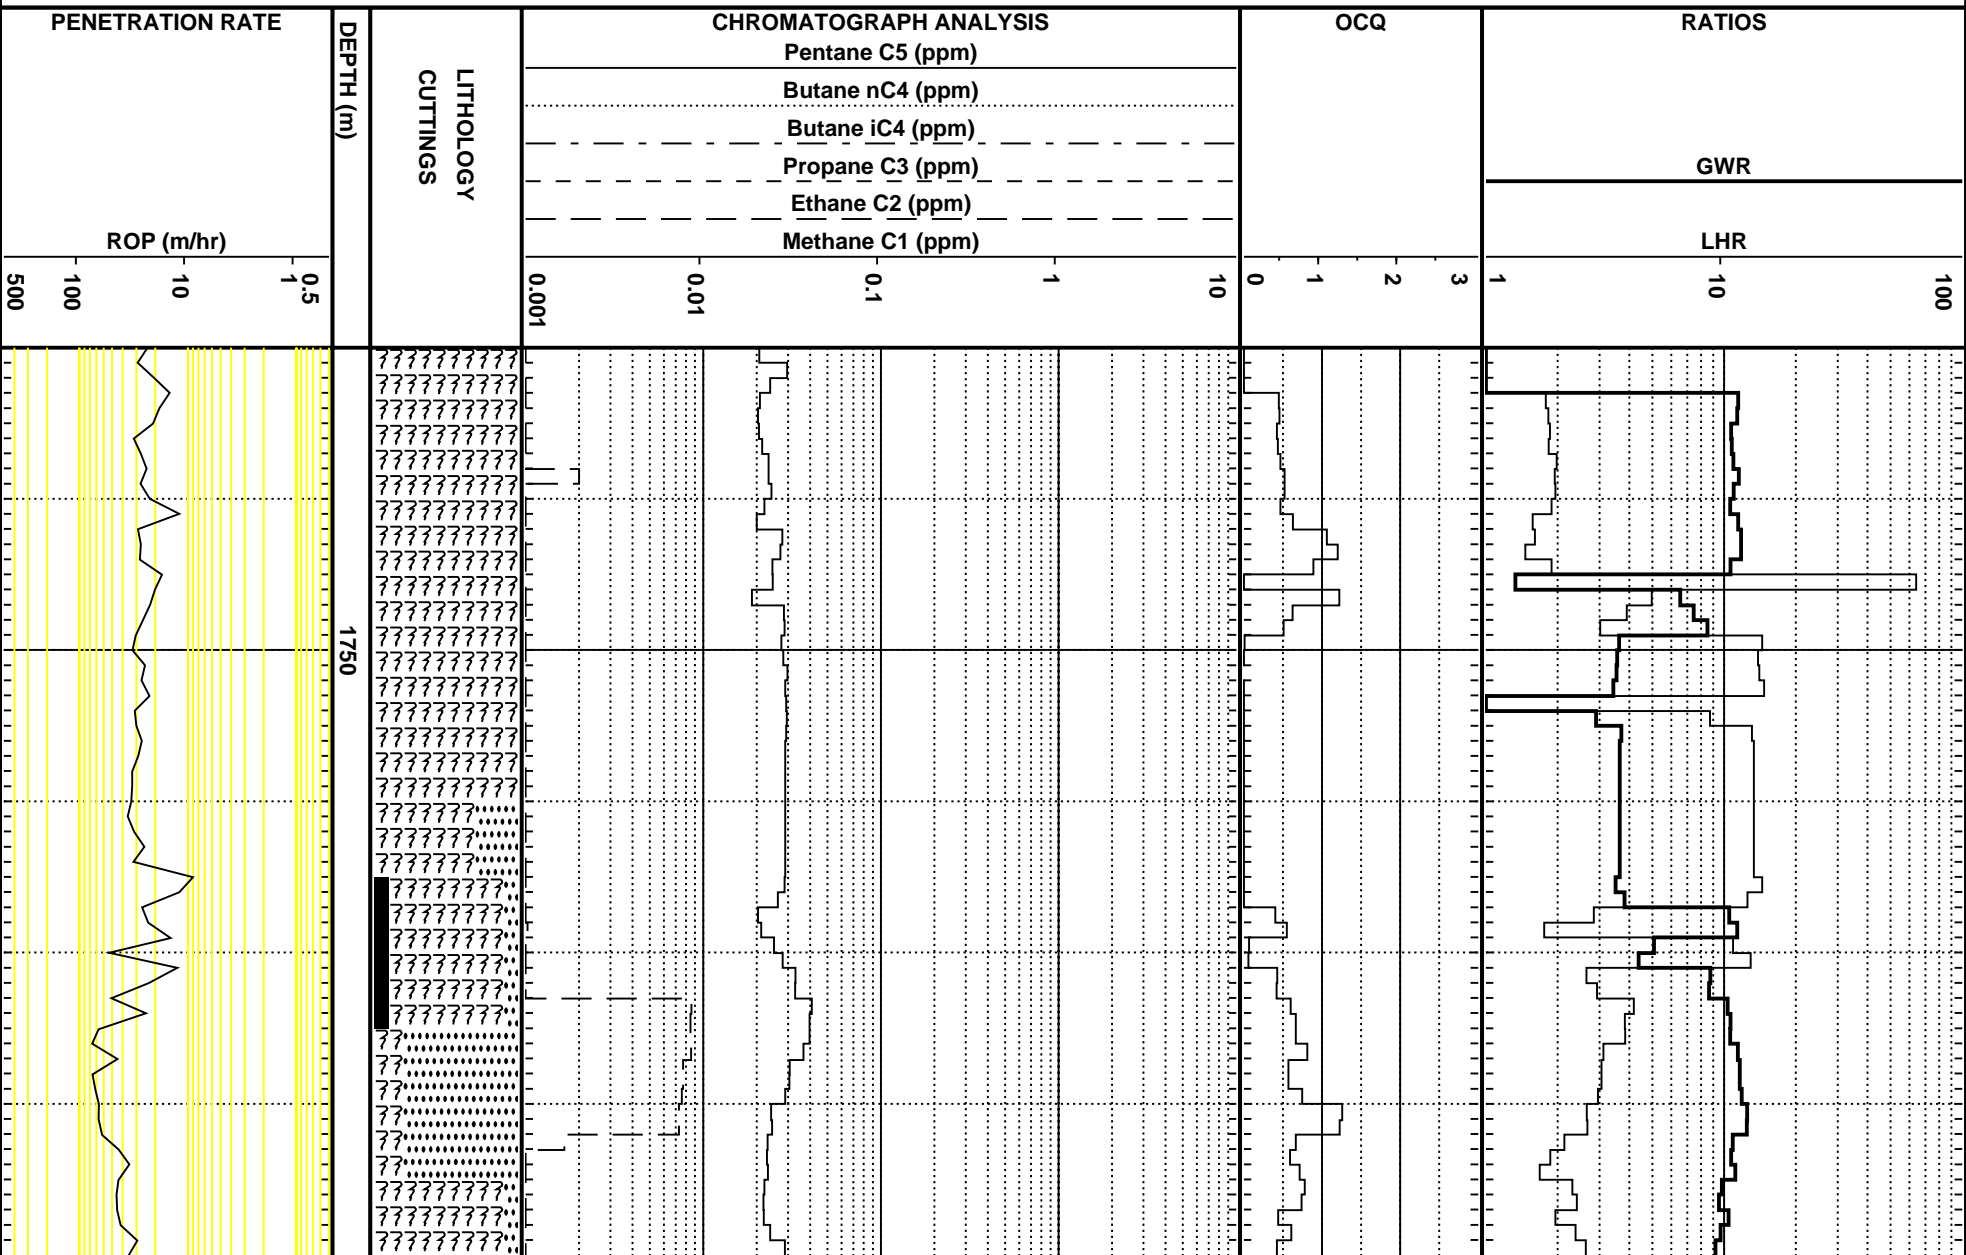 PENETRATION RATE
ROP (m/hr)
500 100 10 1 0.5
DEPTH (m)
LITHOLOGY
CUTTINGS
CHROMATOGRAPH ANALYSIS
Pentane C5 (ppm)
Butane nC4 (ppm)
Butane iC4 (ppm)
Propane C3 (ppm)
Ethane C2 (ppm)
Methane C1 (ppm)
0.001 0.01 0.1 1 10
OCQ
0 1 2 3
RATIOS
GWR
LHR
1 10 100
1750